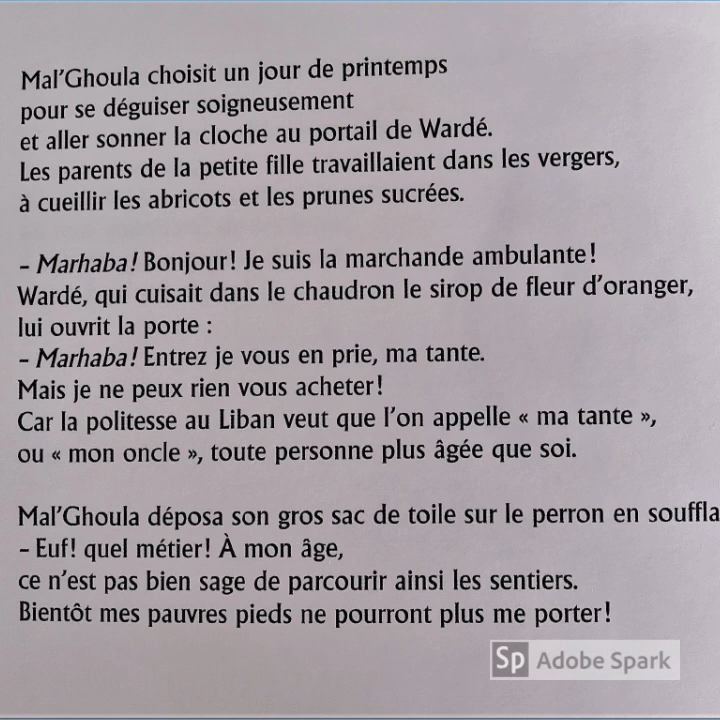 Mal'Ghoula choisit un jour de printemps
pour se déguiser soigneusement
et aller sonner la cloche au portail de Wardé.
Les parents de la petite fille travaillaient dans les vergers,
à cueillir les abricots et les prunes sucrées.
– Marhaba! Bonjour! Je suis la marchande ambulante!
Wardé, qui cuisait dans le chaudron le sirop de fleur d'oranger,
lui ouvrit la porte :
– Marhaba! Entrez je vous en prie, ma tante.
Mais je ne peux rien vous acheter!
Car la politesse au Liban veut que l'on appelle « ma tante »,
ou « mon oncle », toute personne plus âgée que soi.
Mal'Ghoula déposa son gros sac de toile sur le perron en souffla
– Euf! quel métier! À mon âge,
ce n'est pas bien sage de parcourir ainsi les sentiers.
Bientôt mes pauvres pieds ne pourront plus me porter!
Sp Adobe Spark